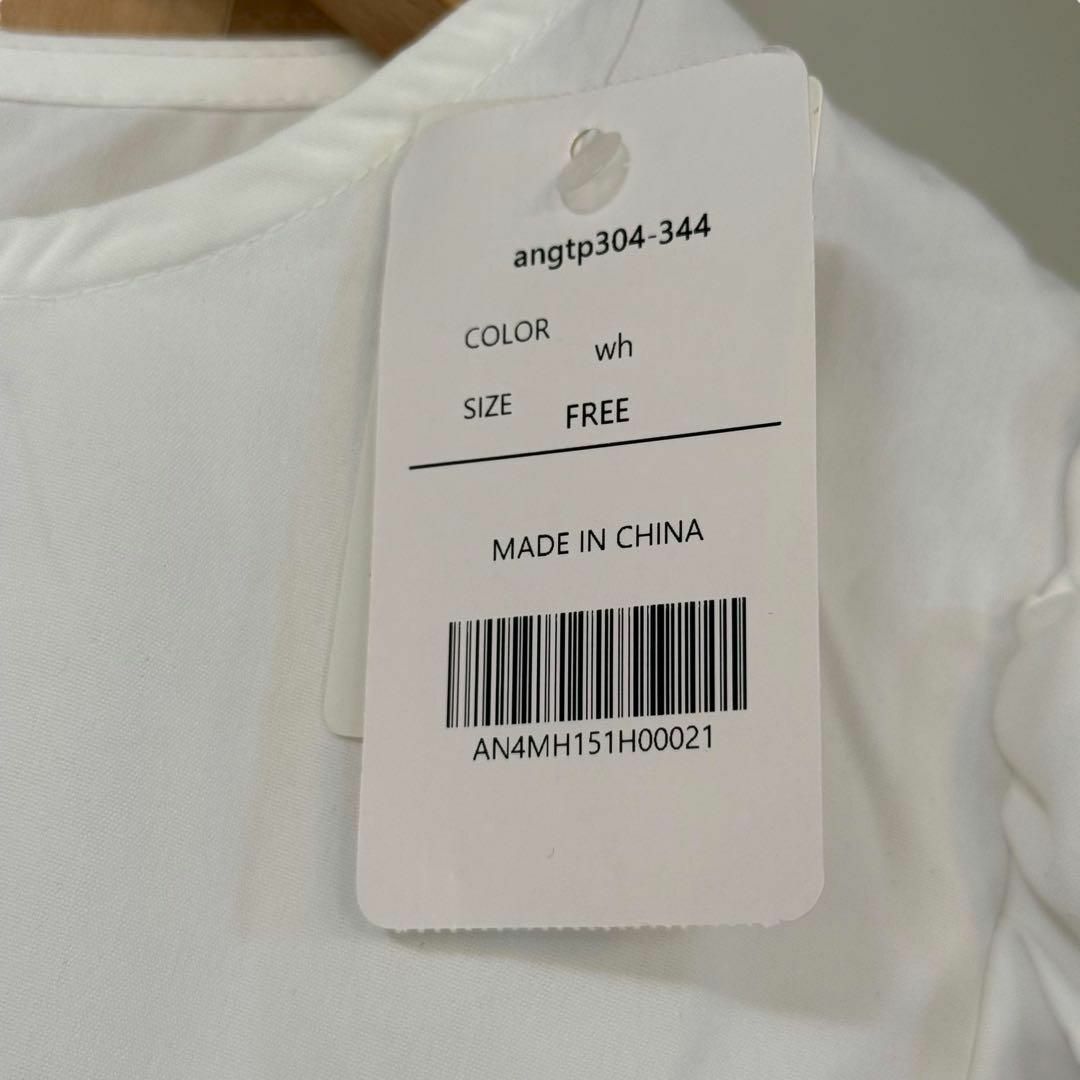 angtp304-344
COLOR wh
SIZE FREE
MADE IN CHINA
AN4MH151H00021